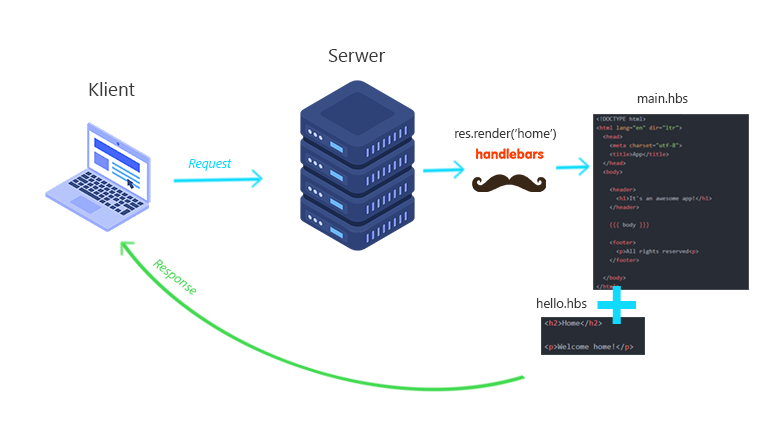 Serwer
Klient
main.hbs
res.render('home')
handlebars
Request
<!DOCTYPE html>
<html lang="en" dir="ltr">
<head>
<meta charset="utf-8">
<title>App</title>
</head>
<body>
<header>
<h1>It's an awesome app!</h1>
</header>
{{{ body }}}
<footer>
<p>All rights reserved<p>
</footer>
</body>
</html
Response
hello.hbs
<h2>Home</h2>
<p>Welcome home!</p>